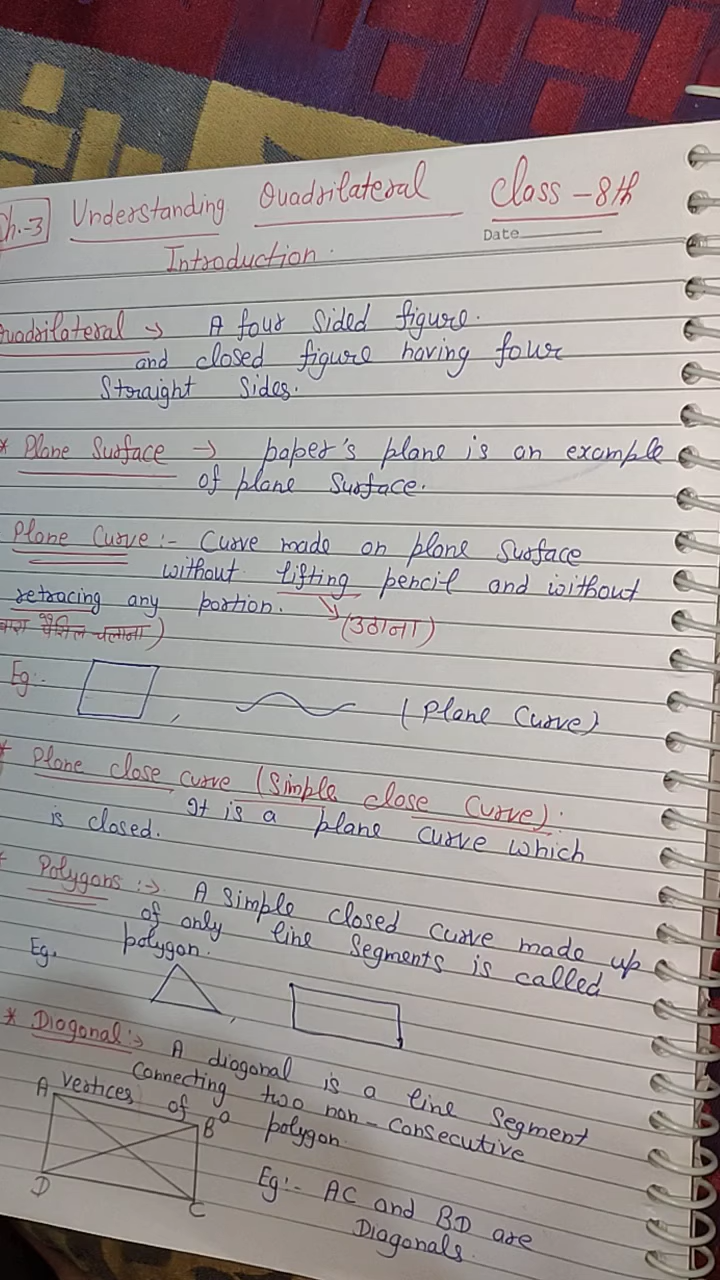 Ch.-3 Understanding Quadrilateral Class - 8th
Date
Introduction.
Quadrilateral → A four sided figure.
and closed figure having four
Straight Sides.
* Plane Surface → paper's plane is an example
of plane Surface.
Plane Curve :- Curve made on plane Surface
without lifting pencil and without
retracing any portion. (उठाना)
पैंसिल चलाना)
Eg:- , (Plane Curve)
* Plane close curve (Simple close Curve):
It is a plane curve which
is closed.
* Polygons :→ A Simple closed curve made up
of only line Segments is called
polygon.
Eg. ,
* Diagonal :→ A diagonal is a line Segment
Connecting two non-consecutive
vertices of a polygon.
A B
D C
Eg:- AC and BD are
Diagonals.